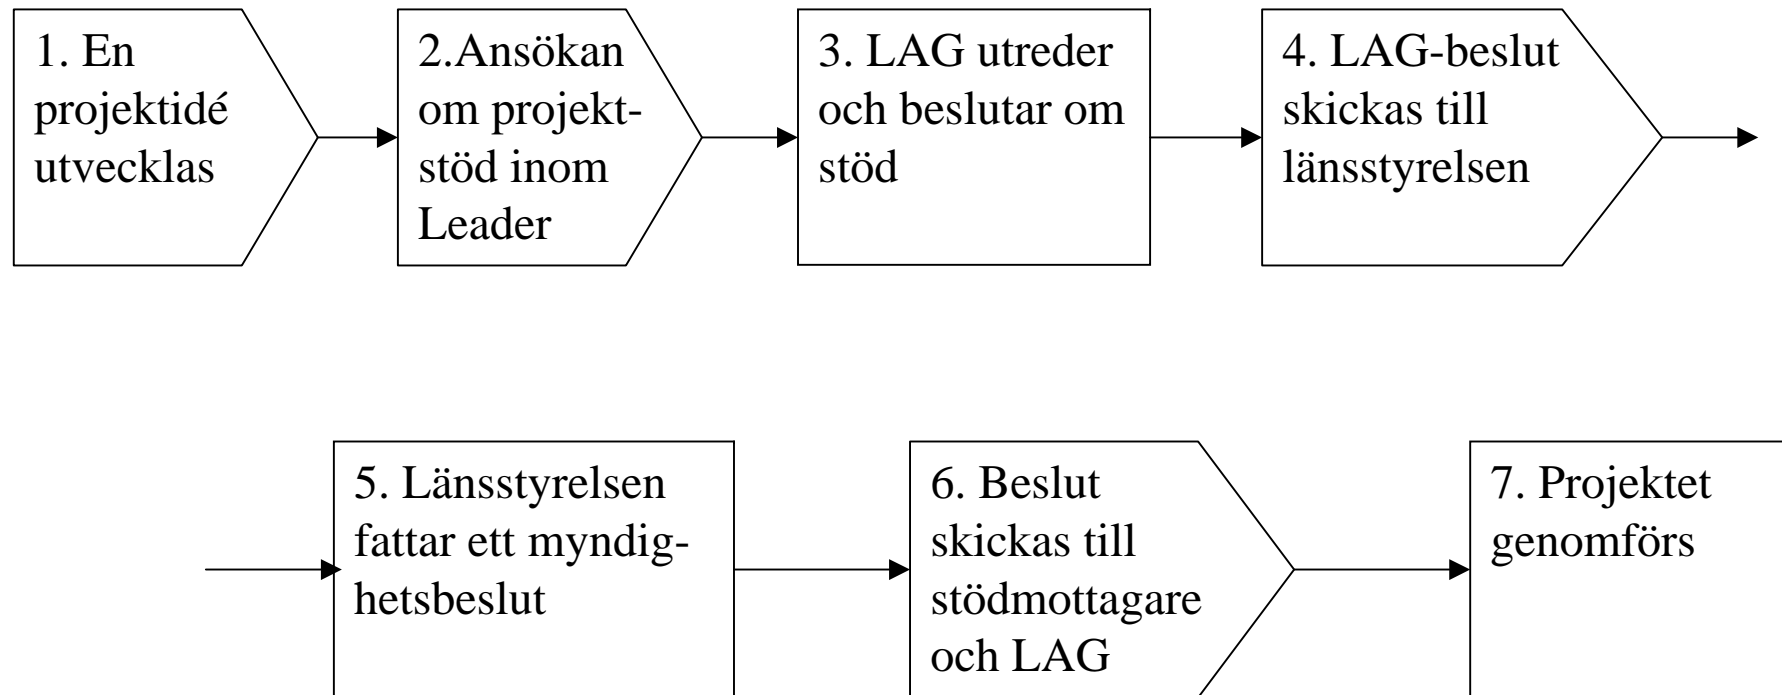 1. En
projektidé
utvecklas
2.Ansökan
om projekt-
stöd inom
Leader
3. LAG utreder
och beslutar om
stöd
4. LAG-beslut
skickas till
länsstyrelsen
5. Länsstyrelsen
fattar ett myndig-
hetsbeslut
6. Beslut
skickas till
stödmottagare
och LAG
7. Projektet
genomförs